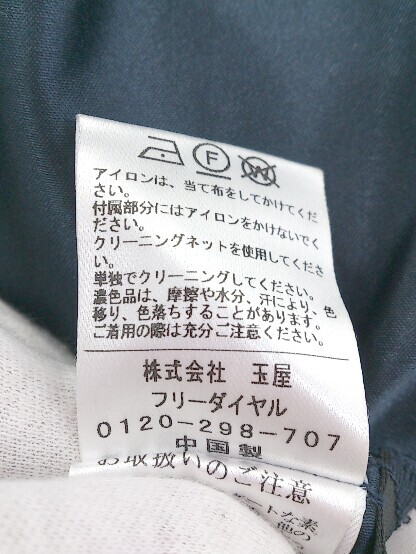 F W
アイロンは、当て布をしてかけてくだ
さい。
付属部分にはアイロンをかけないでく
ださい。
クリーニングネットを使用してくださ
い。
単独でクリーニングしてください。
濃色品は、摩擦や水分、汗により、色
移り、色落ちすることがあります。
ご着用の際は充分ご注意ください。
株式会社 玉屋
フリーダイヤル
0120-298-707
中国製
お取扱いのご注意
ートな素
他の